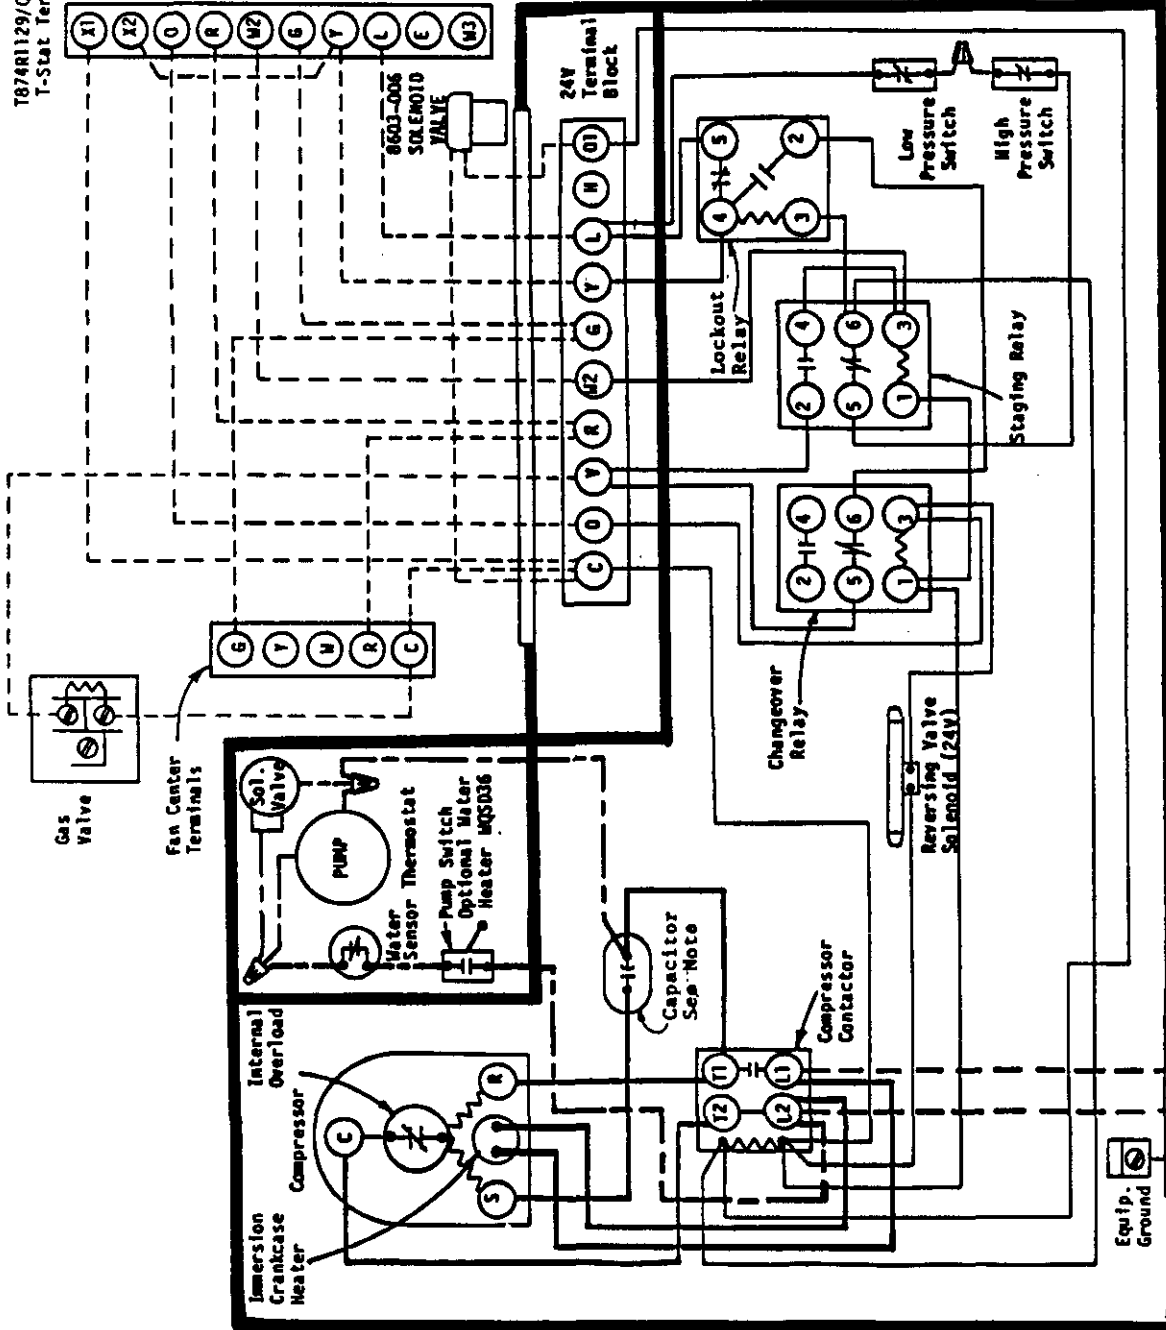 T874R1129/
T-Stat Ter
X1
X2
O
R
W2
G
Y
L
E
W3
8603-006
SOLENOID
VALVE
24V
Terminal
Block
C
O
V
R
W2
G
Y
L
H
O1
Gas
Valve
Fan Center
Terminals
G
Y
W
R
C
Low
Pressure
Switch
High
Pressure
Switch
5
2
4
3
Lockout
Relay
4
6
3
2
5
1
Staging Relay
4
6
3
2
5
1
Changeover
Relay
Reversing Valve
Solenoid (24V)
Sol.
Valve
PUMP
Water
Sensor Thermostat
Pump Switch
Optional Water
Heater WQSD36
Capacitor
See Note
Compressor
Contactor
T1
L1
T2
L2
Internal
Overload
Compressor
Immersion
Crankcase
Heater
C
R
S
Equip.
Ground